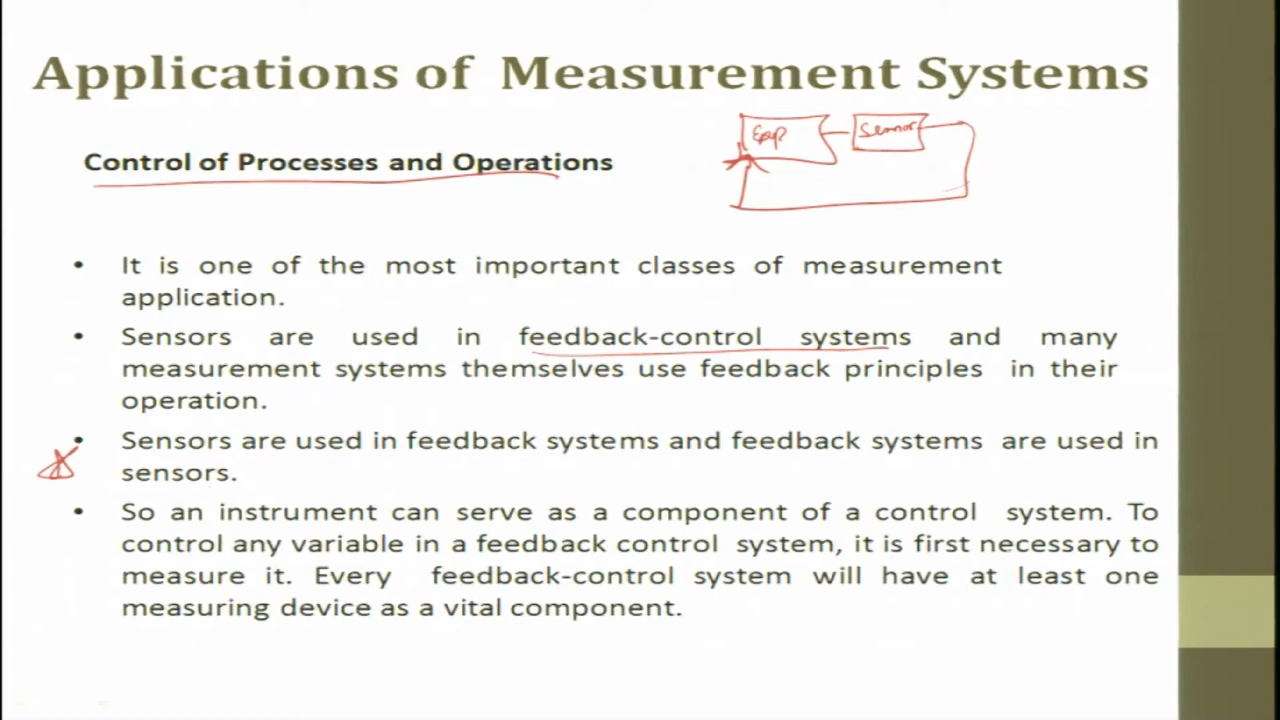 Applications of Measurement Systems
Control of Processes and Operations
Sensor
• It is one of the most important classes of measurement
application.
• Sensors are used in feedback-control systems and many
measurement systems themselves use feedback principles in their
operation.
• Sensors are used in feedback systems and feedback systems are used in
sensors.
• So an instrument can serve as a component of a control system. To
control any variable in a feedback control system, it is first necessary to
measure it. Every feedback-control system will have at least one
measuring device as a vital component.